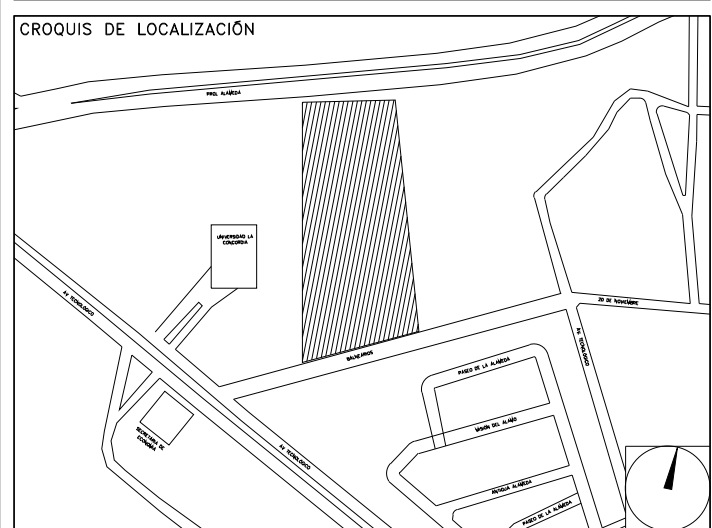 CROQUIS DE LOCALIZACIÓN
PROL ALAMEDA
UNIVERSIDAD LA
CONCORDIA
AV. TECNOLOGICO
20 DE NOVIEMBRE
BALNEARIOS
AV. TECNOLOGICO
PASEO DE LA ALAMEDA
VISION DEL ALAMO
SECRETARIA DE
ECONOMIA
AV. TECNOLOGICO
ANTIGUA ALAMEDA
PASEO DE LA ALAMEDA